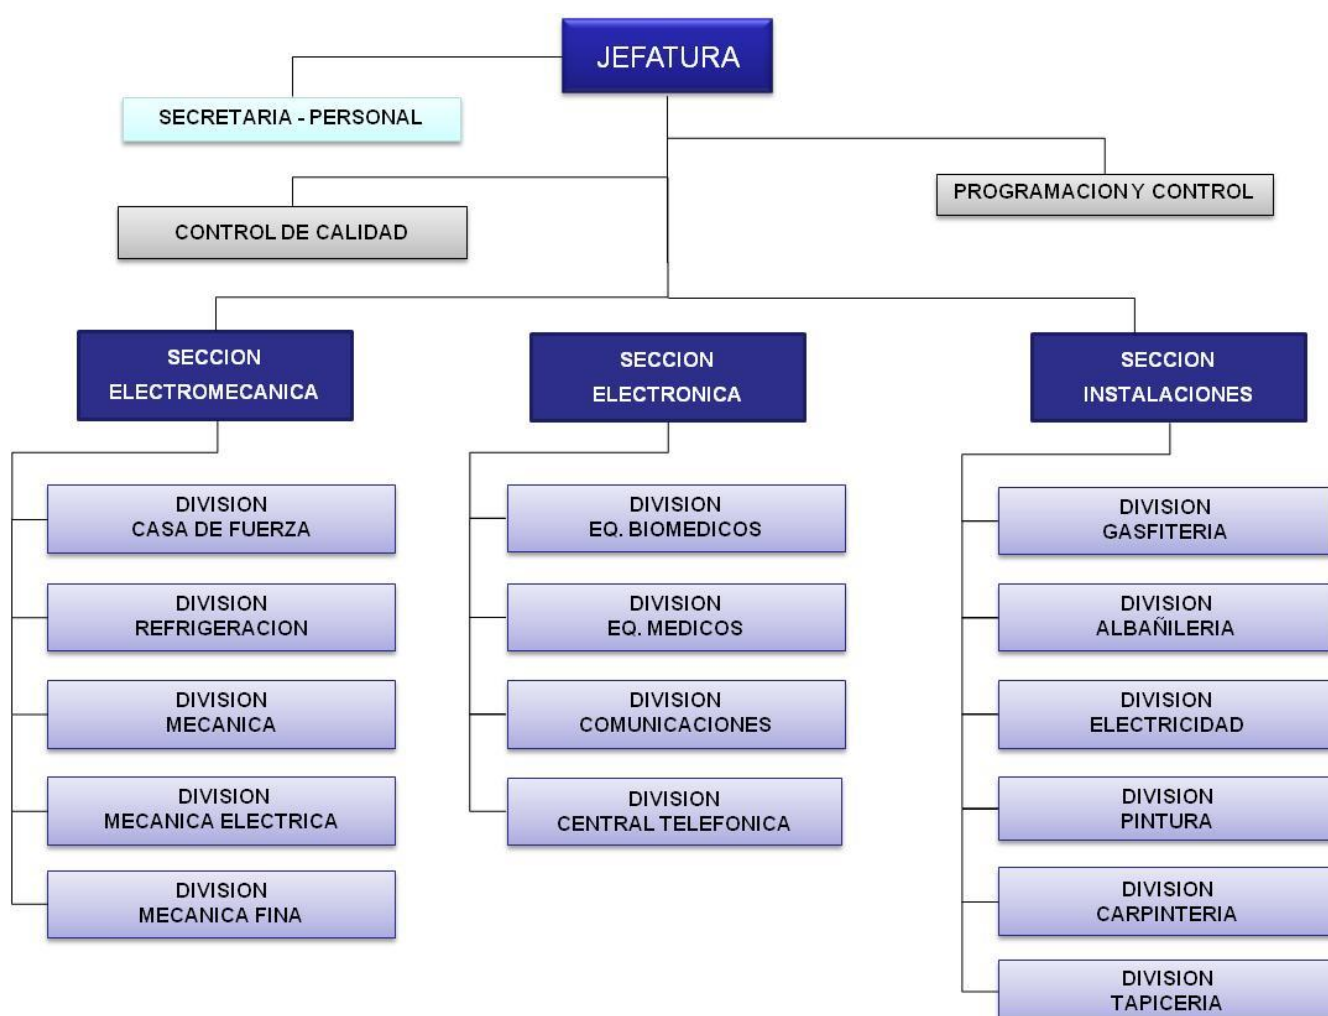 JEFATURA
SECRETARIA - PERSONAL
PROGRAMACION Y CONTROL
CONTROL DE CALIDAD
SECCION
ELECTROMECANICA
SECCION
ELECTRONICA
SECCION
INSTALACIONES
DIVISION
CASA DE FUERZA
DIVISION
REFRIGERACION
DIVISION
MECANICA
DIVISION
MECANICA ELECTRICA
DIVISION
MECANICA FINA
DIVISION
EQ. BIOMEDICOS
DIVISION
EQ. MEDICOS
DIVISION
COMUNICACIONES
DIVISION
CENTRAL TELEFONICA
DIVISION
GASFITERIA
DIVISION
ALBAÑILERIA
DIVISION
ELECTRICIDAD
DIVISION
PINTURA
DIVISION
CARPINTERIA
DIVISION
TAPICERIA